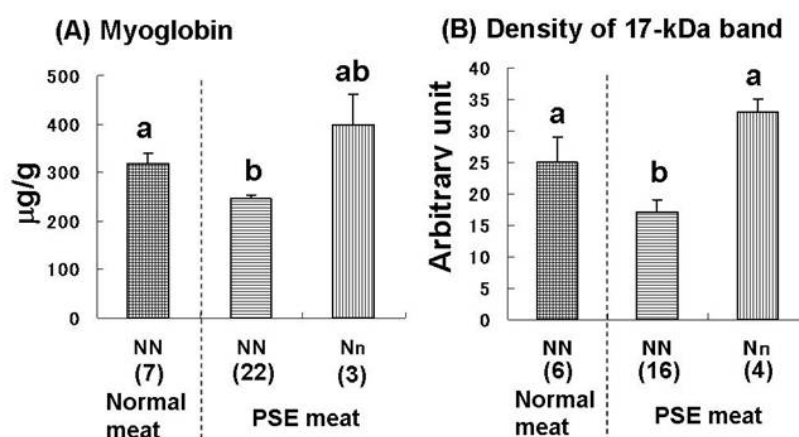 (A) Myoglobin
μg/g
500
400
300
200
100
0
a
b
ab
NN
(7)
NN
(22)
Nn
(3)
Normal
meat
PSE meat
(B) Density of 17-kDa band
Arbitrary unit
40
35
30
25
20
15
10
5
0
a
b
a
NN
(6)
NN
(16)
Nn
(4)
Normal
meat
PSE meat